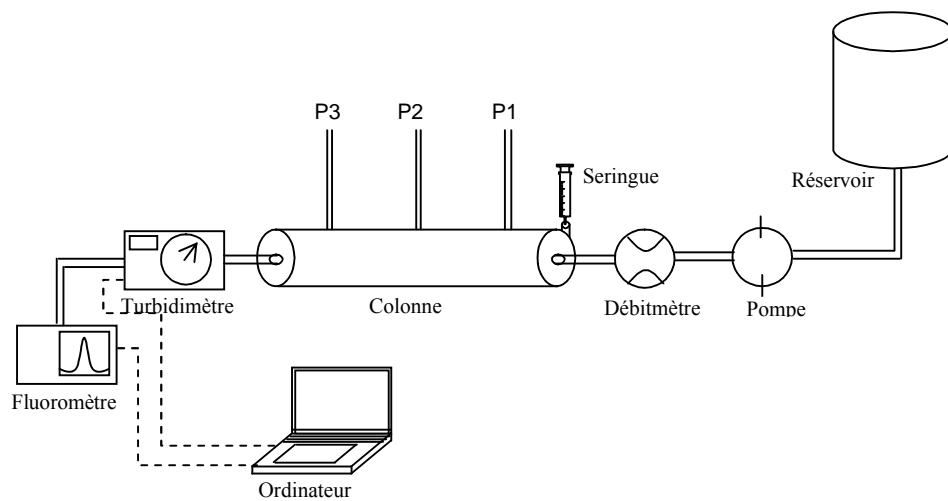 P3 P2 P1
Seringue
Réservoir
Turbidimètre
Colonne
Débitmètre
Pompe
Fluoromètre
Ordinateur